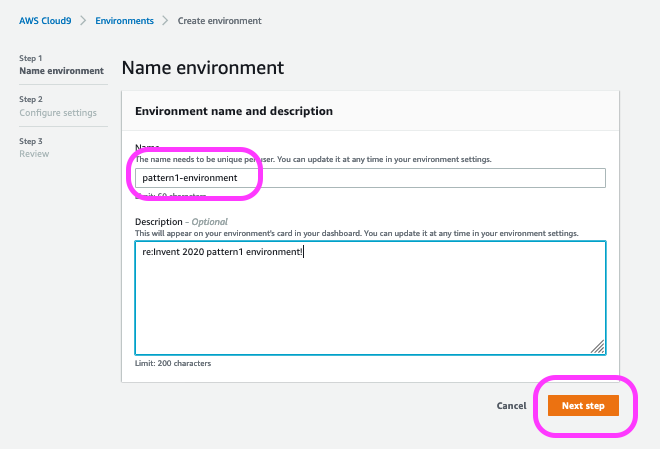 AWS Cloud9 > Environments > Create environment
Step 1
Name environment
Step 2
Configure settings
Step 3
Review
Name environment
Environment name and description
Name
The name needs to be unique per user. You can update it at any time in your environment settings.
pattern1-environment
Limit: 60 characters
Description - Optional
This will appear on your environment's card in your dashboard. You can update it at any time in your environment settings.
re:Invent 2020 pattern1 environment!
Limit: 200 characters
Cancel
Next step